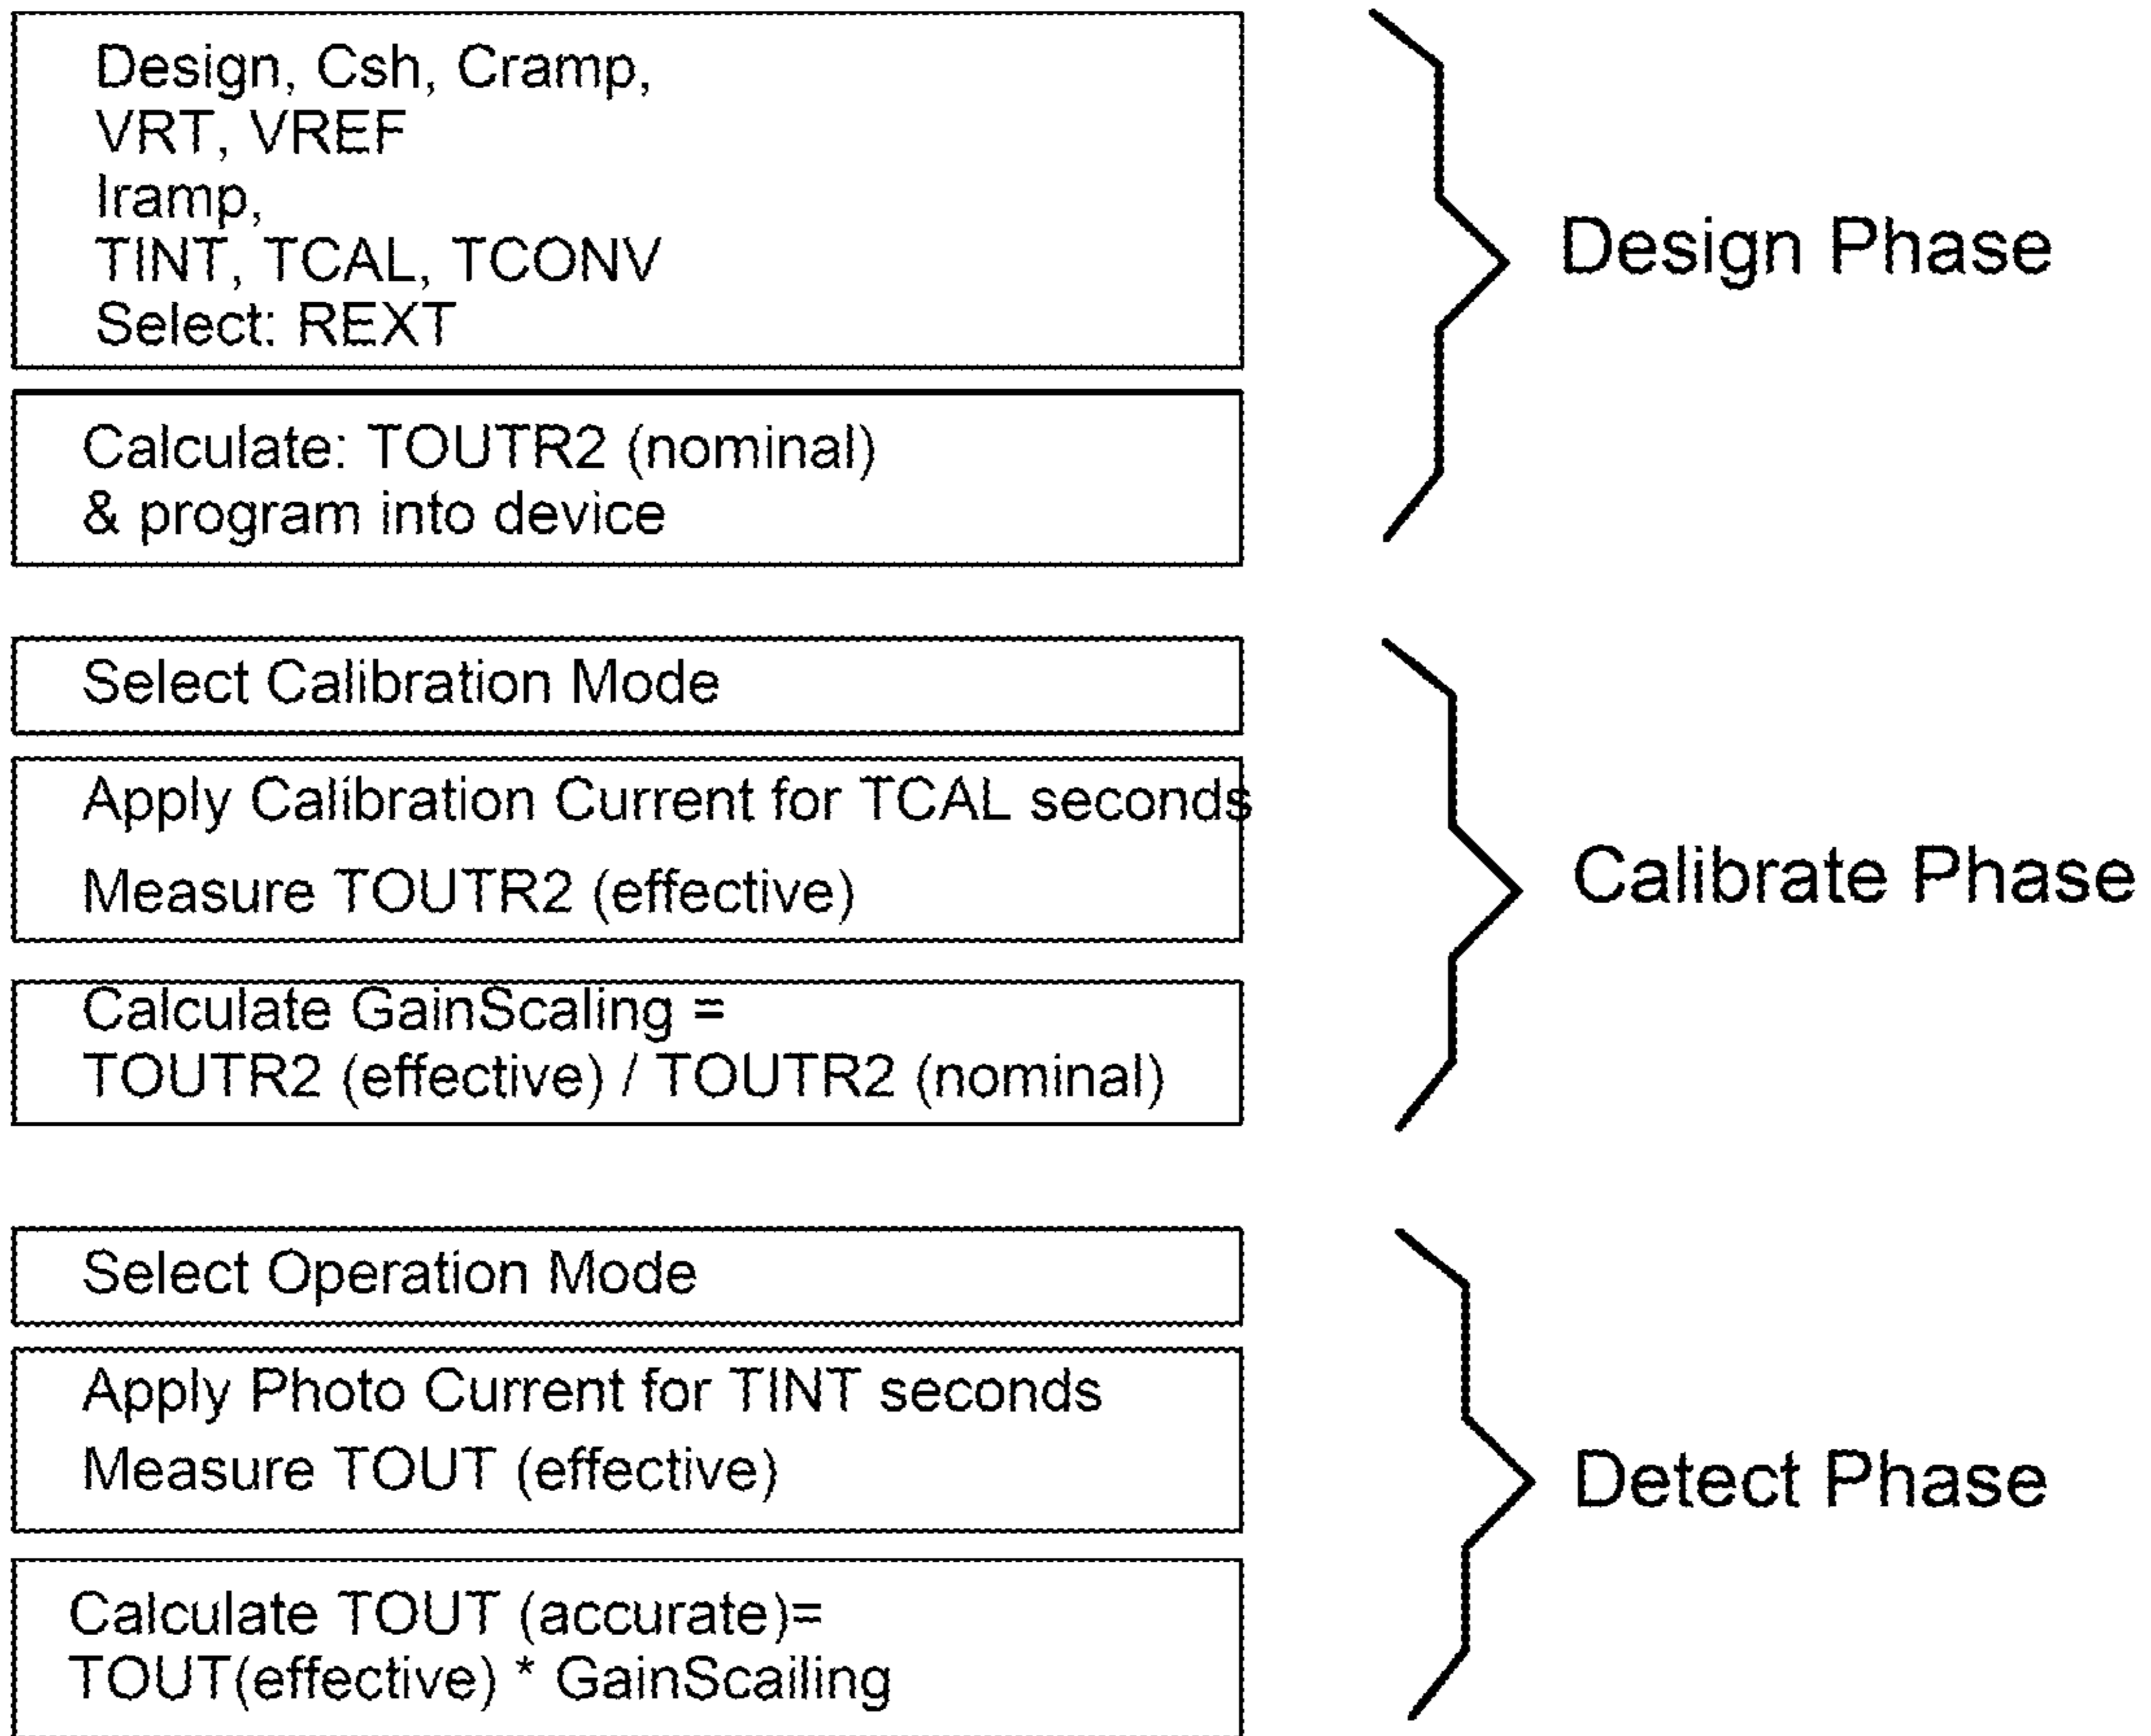 Design, Csh, Cramp,
VRT, VREF
Iramp,
TINT, TCAL, TCONV
Select: REXT
Design Phase
Calculate: TOUTR2 (nominal)
& program into device
Select Calibration Mode
Apply Calibration Current for TCAL seconds
Measure TOUTR2 (effective)
Calibrate Phase
Calculate GainScaling =
TOUTR2 (effective) / TOUTR2 (nominal)
Select Operation Mode
Apply Photo Current for TINT seconds
Measure TOUT (effective)
Detect Phase
Calculate TOUT (accurate)=
TOUT(effective) * GainScailing